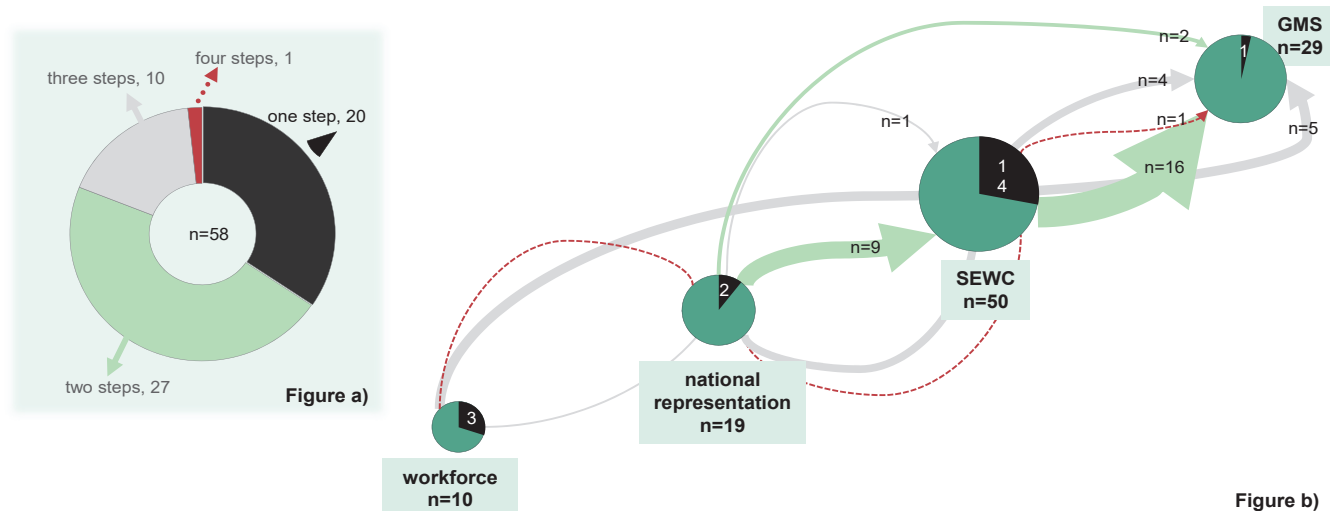 four steps, 1
three steps, 10
one step, 20
n=58
two steps, 27
Figure a)
GMS
n=29
1
n=2
n=4
n=1
n=5
n=1
1
4
n=16
n=9
SEWC
n=50
2
national
representation
n=19
3
workforce
n=10
Figure b)